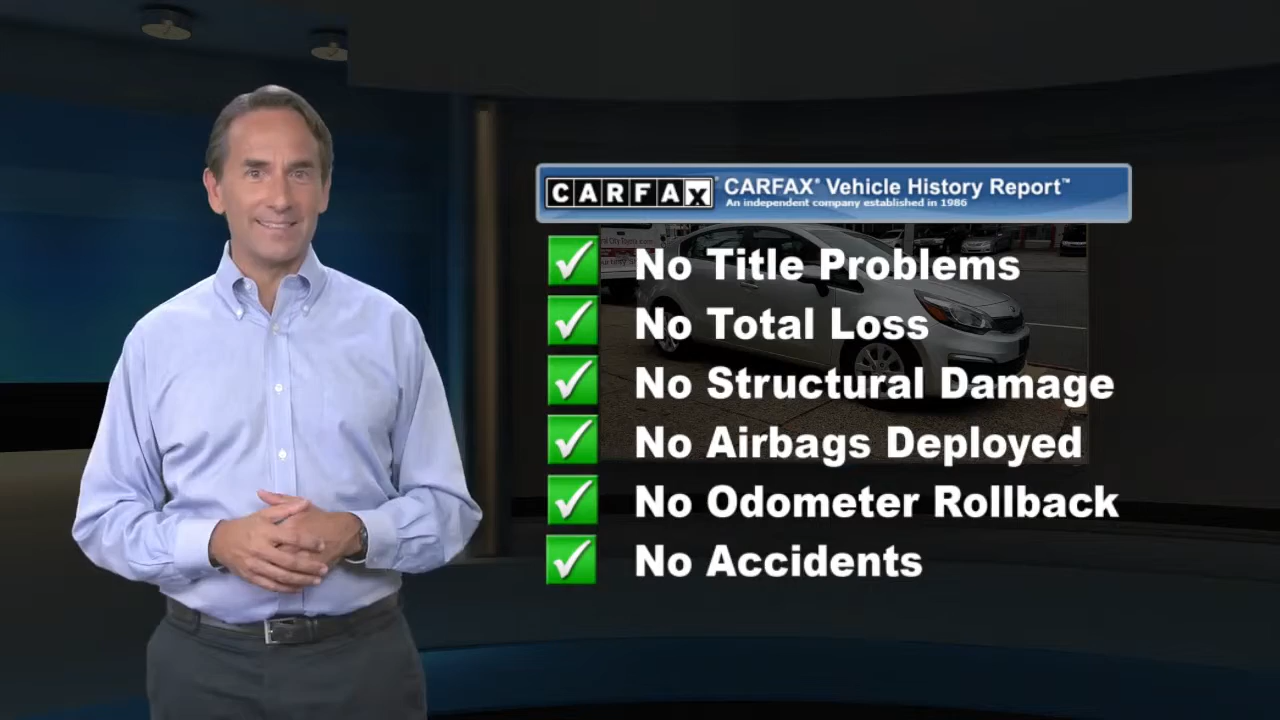 CARFAX® CARFAX® Vehicle History Report™
An independent company established in 1986
No Title Problems
No Total Loss
No Structural Damage
No Airbags Deployed
No Odometer Rollback
No Accidents